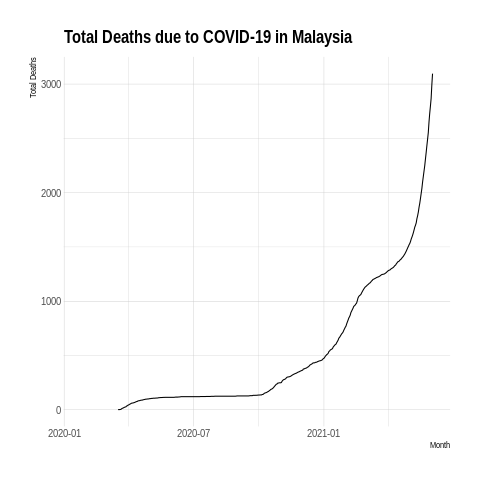 Total Deaths due to COVID-19 in Malaysia
Total Deaths
3000
2000
1000
0
2020-01 2020-07 2021-01
Month